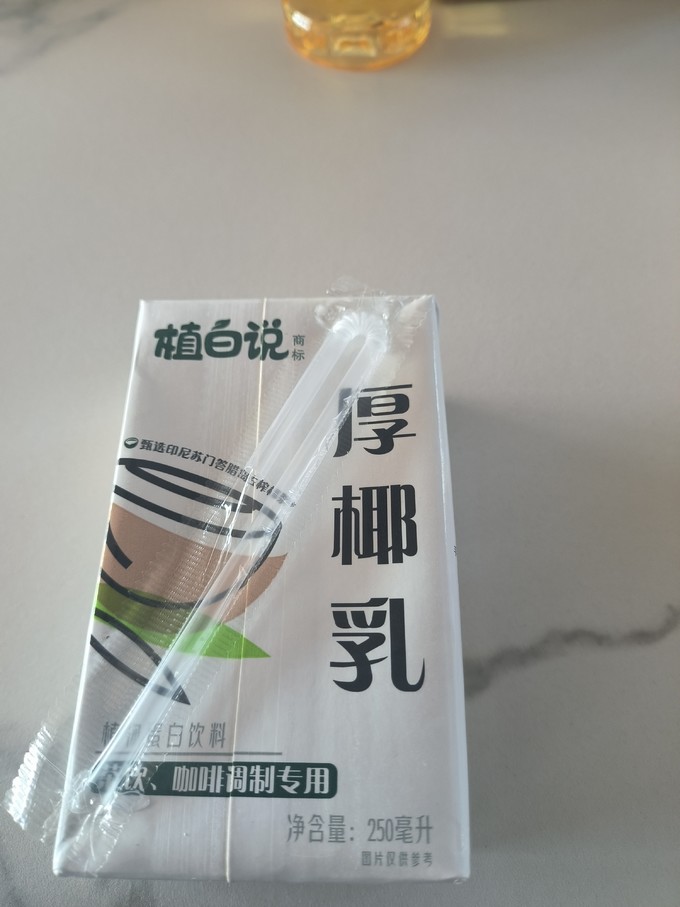 植白说
商标
厚椰乳
甄选印尼苏门答腊
蛋白饮料
咖啡调制专用
净含量：250毫升
图片仅供参考